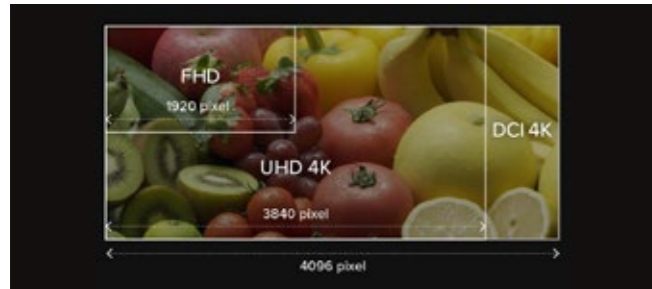 FHD
1920 pixel
DCI 4K
UHD 4K
3840 pixel
4096 pixel